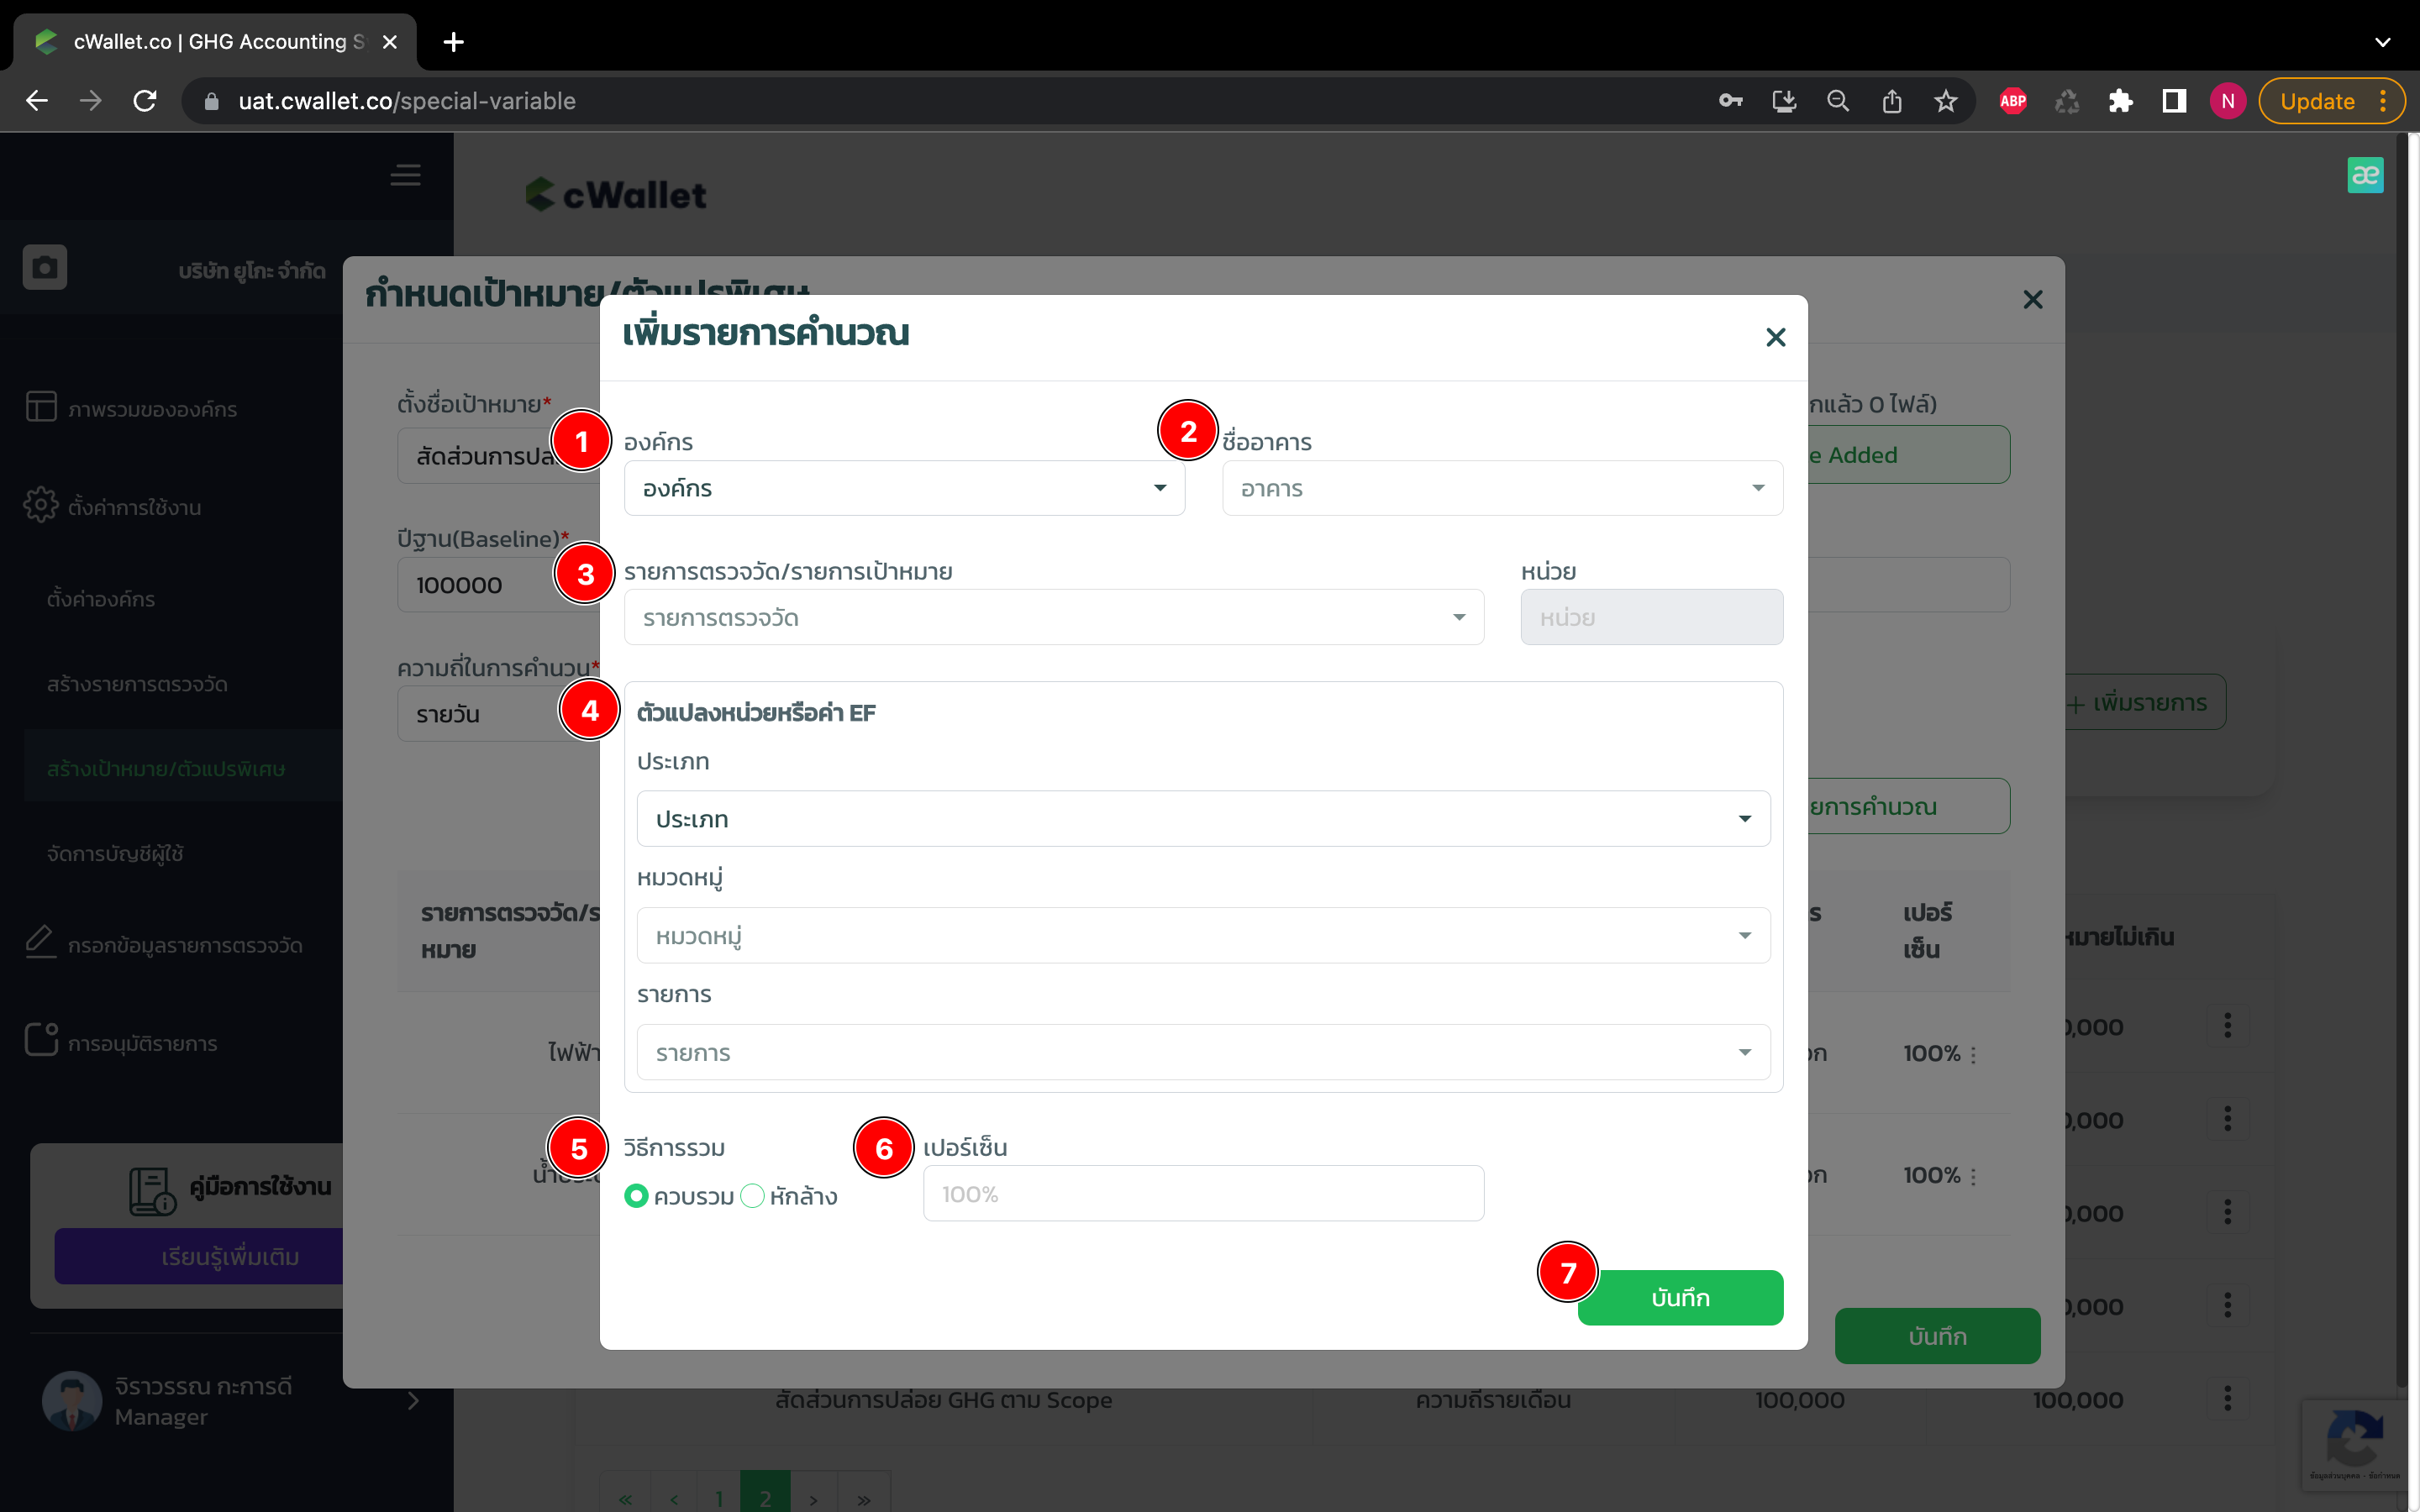 cWallet.co | GHG Accounting S
uat.cwallet.co/special-variable
ABP
N
Update
cWallet
æ
บริษัท ยูโกะ จำกัด
ภาพรวมขององค์กร
ตั้งค่าการใช้งาน
ตั้งค่าองค์กร
สร้างรายการตรวจวัด
สร้างเป้าหมาย/ตัวแปรพิเศษ
จัดการบัญชีผู้ใช้
กรอกข้อมูลรายการตรวจวัด
การอนุมัติรายการ
คู่มือการใช้งาน
เรียนรู้เพิ่มเติม
จิราวรรณ กะการดี
Manager
กำหนดเป้าหมาย/ตัวแปรพิเศษ
ตั้งชื่อเป้าหมาย*
สัดส่วนการปล
กแล้ว 0 ไฟล์)
e Added
ปีฐาน(Baseline)*
100000
ความถี่ในการคำนวน*
รายวัน
+ เพิ่มรายการ
ยการคำนวณ
รายการตรวจวัด/ร
หมาย
ร
เปอร์
เซ็น
หมายไม่เกิน
ไฟฟ้า
วก
100%
วก
100%
0,000
0,000
0,000
0,000
บันทึก
เพิ่มรายการคำนวณ
1
องค์กร
องค์กร
2
ชื่ออาคาร
อาคาร
3
รายการตรวจวัด/รายการเป้าหมาย
รายการตรวจวัด
หน่วย
หน่วย
4
ตัวแปลงหน่วยหรือค่า EF
ประเภท
ประเภท
หมวดหมู่
หมวดหมู่
รายการ
รายการ
5
วิธีการรวม
ควบรวม หักล้าง
6
เปอร์เซ็น
100%
7
บันทึก
สัดส่วนการปล่อย GHG ตาม Scope
ความถี่รายเดือน
100,000
100,000
« ‹ 1 2 › »
ข้อมูลส่วนบุคคล - ข้อกำหนด